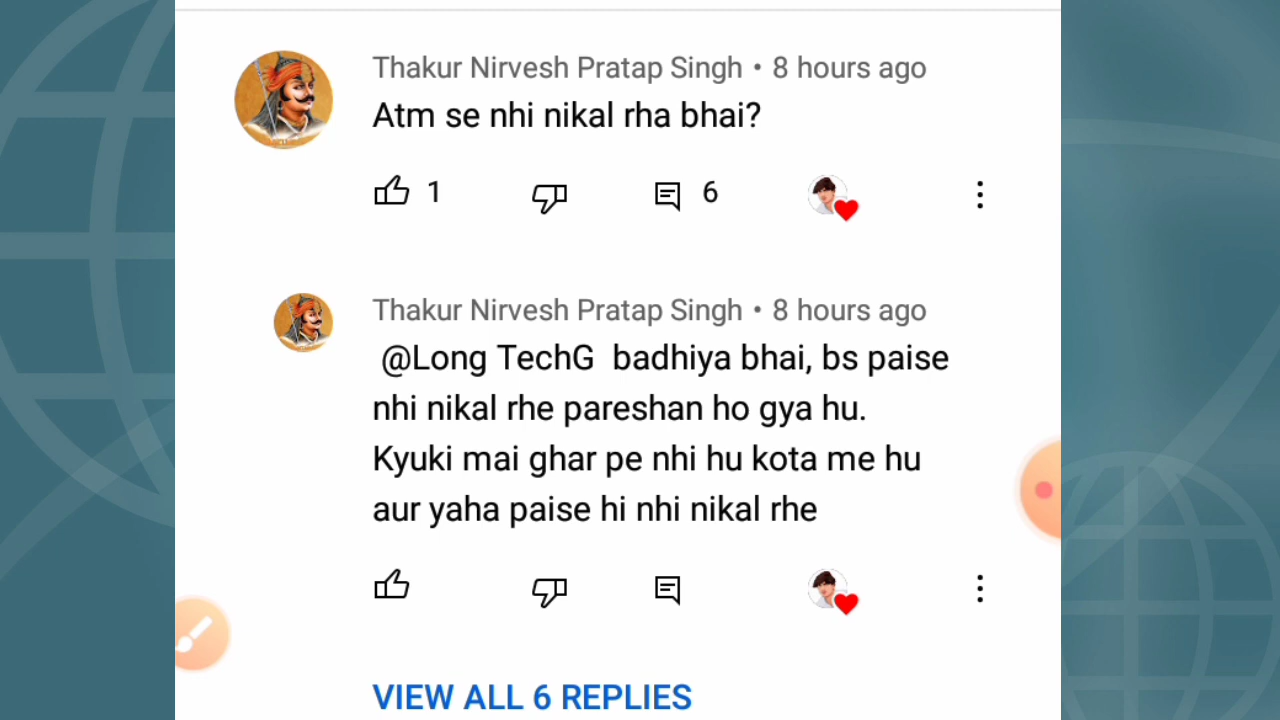 Thakur Nirvesh Pratap Singh • 8 hours ago
Atm se nhi nikal rha bhai?
1 6
Thakur Nirvesh Pratap Singh • 8 hours ago
@Long TechG badhiya bhai, bs paise
nhi nikal rhe pareshan ho gya hu.
Kyuki mai ghar pe nhi hu kota me hu
aur yaha paise hi nhi nikal rhe
VIEW ALL 6 REPLIES